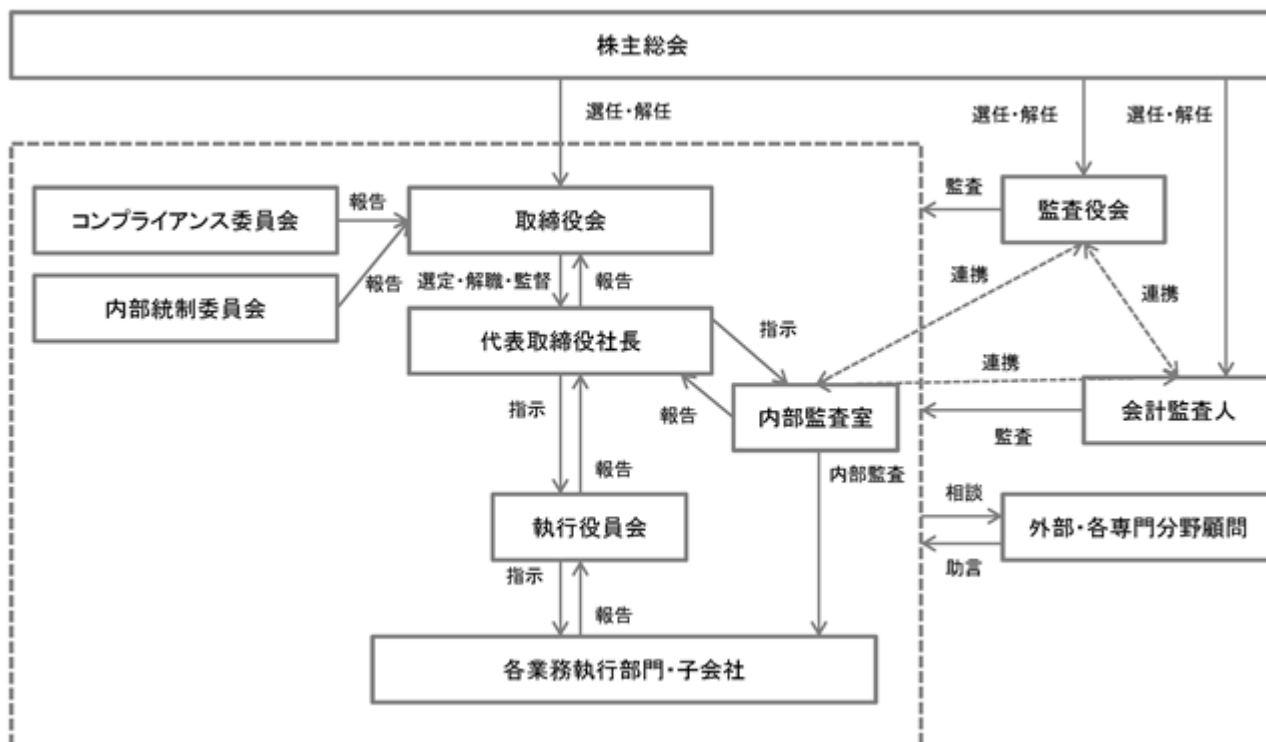 株主総会
選任・解任
選任・解任
選任・解任
コンプライアンス委員会
報告
取締役会
監査
監査役会
内部統制委員会
報告
選定・解職・監督
報告
連携
連携
代表取締役社長
指示
連携
指示
報告
内部監査室
会計監査人
監査
報告
内部監査
執行役員会
相談
外部・各専門分野顧問
助言
指示
報告
各業務執行部門・子会社